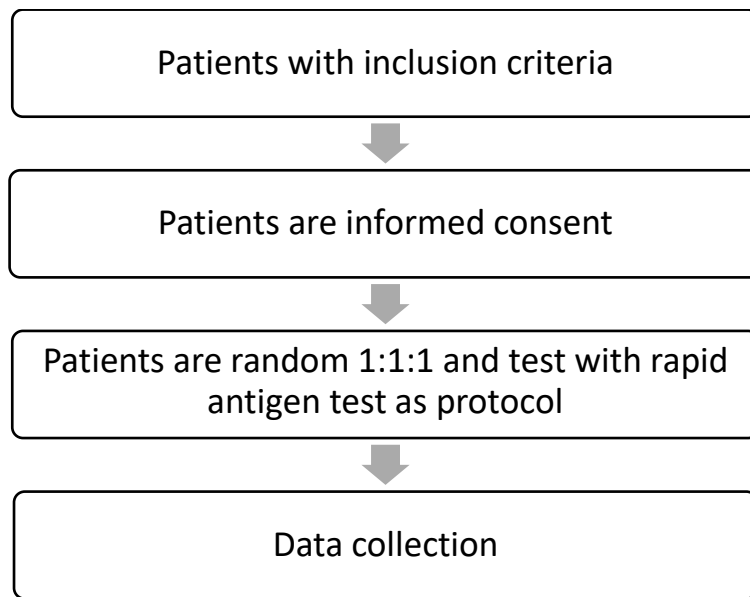 Patients with inclusion criteria
Patients are informed consent
Patients are random 1:1:1 and test with rapid
antigen test as protocol
Data collection